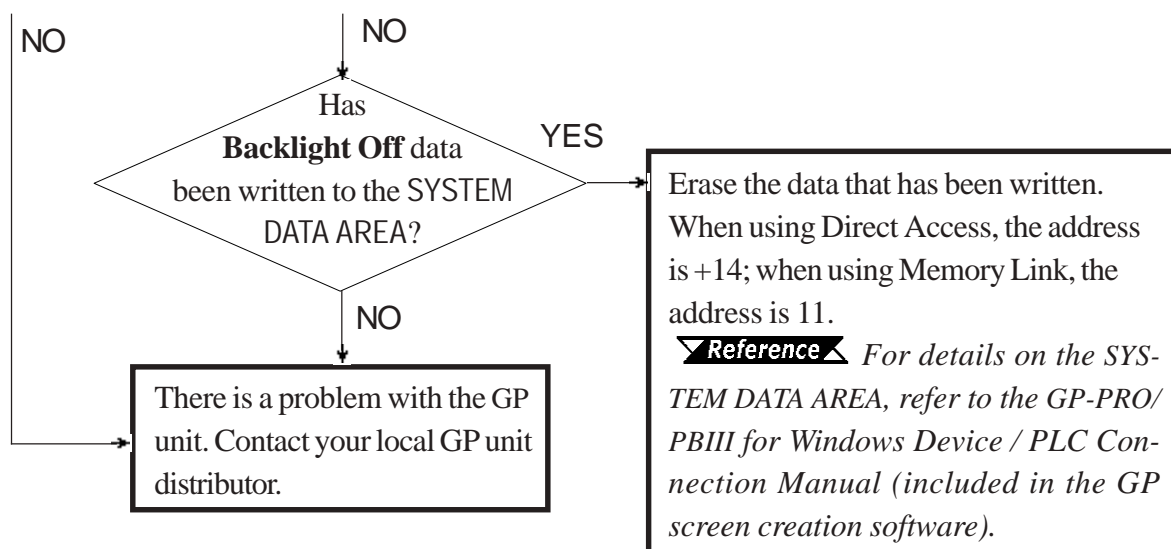 NO
NO
Has
Backlight Off data
been written to the SYSTEM
DATA AREA?
YES
Erase the data that has been written.
When using Direct Access, the address
is +14; when using Memory Link, the
address is 11.
Reference For details on the SYS-
TEM DATA AREA, refer to the GP-PRO/
PBIII for Windows Device / PLC Con-
nection Manual (included in the GP
screen creation software).
NO
There is a problem with the GP
unit. Contact your local GP unit
distributor.